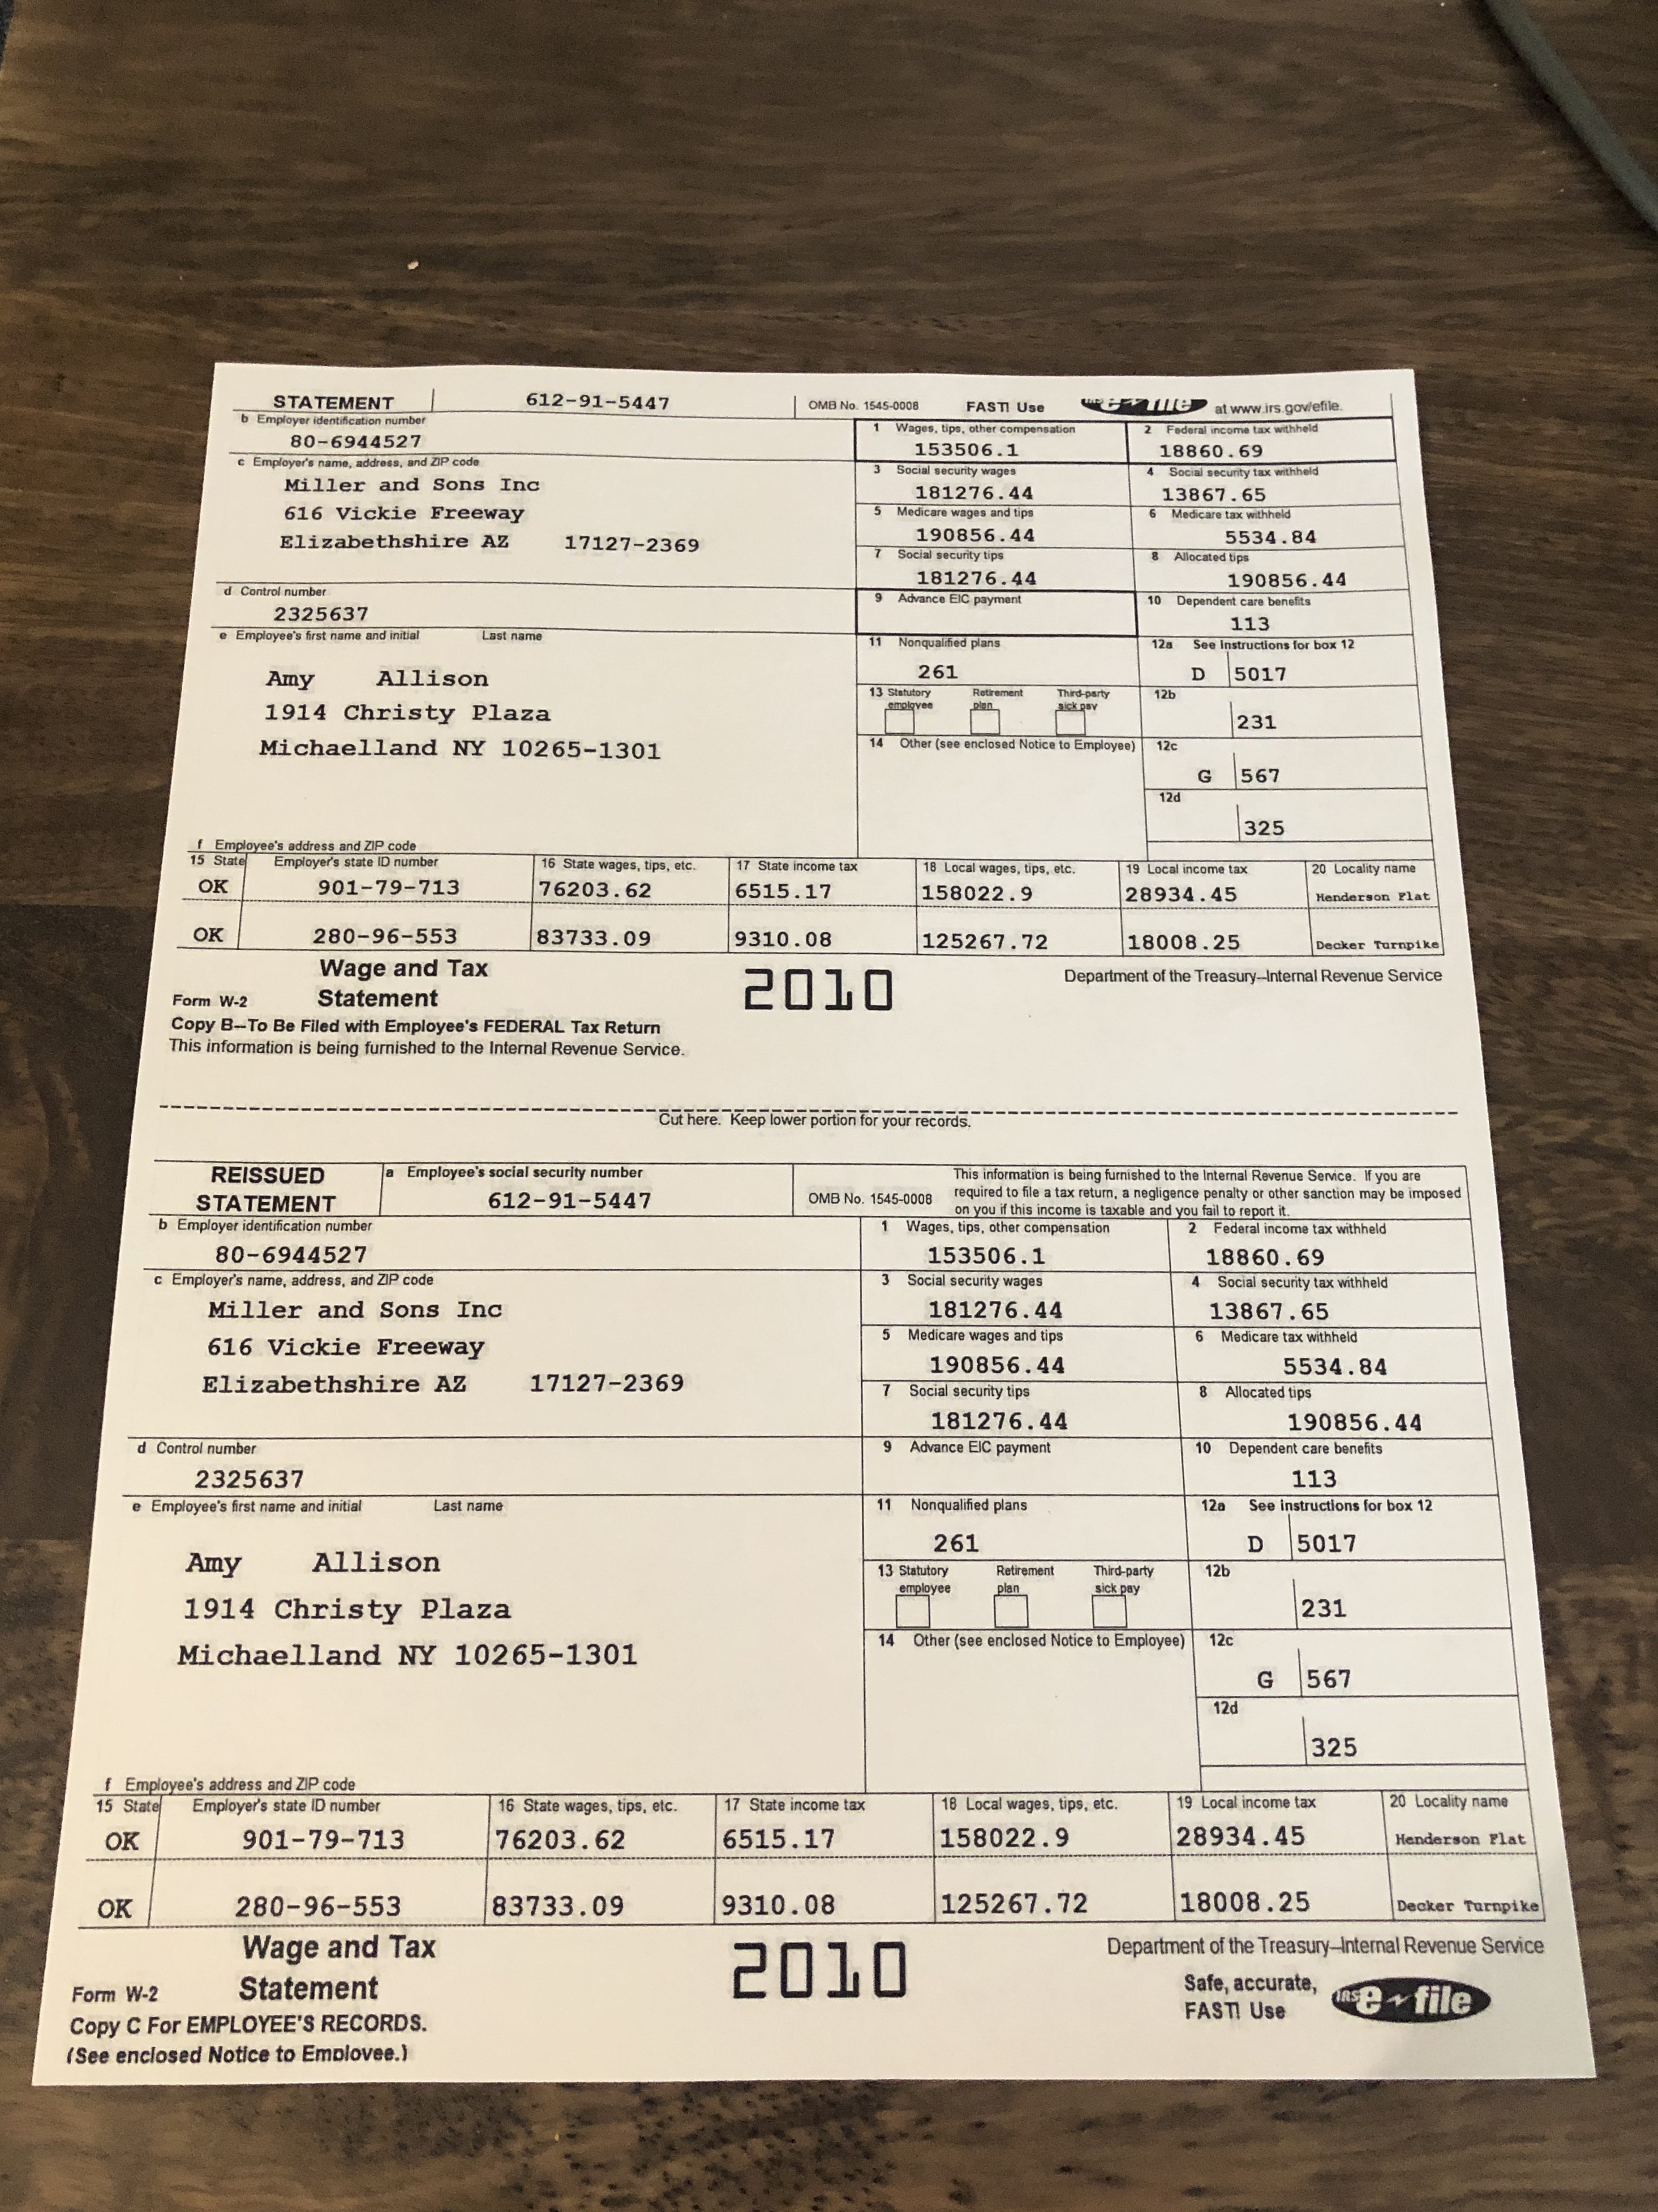 STATEMENT 612-91-5447 OMB No. 1545-0008 FAST! Use e-file at www.irs.gov/efile.
b Employer identification number 1 Wages, tips, other compensation 2 Federal income tax withheld
80-6944527 153506.1 18860.69
c Employer's name, address, and ZIP code 3 Social security wages 4 Social security tax withheld
Miller and Sons Inc 181276.44 13867.65
616 Vickie Freeway 5 Medicare wages and tips 6 Medicare tax withheld
Elizabethshire AZ 17127-2369 190856.44 5534.84
7 Social security tips 8 Allocated tips
181276.44 190856.44
d Control number 9 Advance EIC payment 10 Dependent care benefits
2325637 113
e Employee's first name and initial Last name 11 Nonqualified plans 12a See instructions for box 12
Amy Allison 261 D 5017
1914 Christy Plaza 13 Statutory employee Retirement plan Third-party sick pay 12b
231
Michaelland NY 10265-1301 14 Other (see enclosed Notice to Employee) 12c
G 567
12d
325
f Employee's address and ZIP code
15 State Employer's state ID number 16 State wages, tips, etc. 17 State income tax 18 Local wages, tips, etc. 19 Local income tax 20 Locality name
OK 901-79-713 76203.62 6515.17 158022.9 28934.45 Henderson Flat
OK 280-96-553 83733.09 9310.08 125267.72 18008.25 Decker Turnpike
Wage and Tax 2010 Department of the Treasury--Internal Revenue Service
Form W-2 Statement
Copy B--To Be Filed with Employee's FEDERAL Tax Return
This information is being furnished to the Internal Revenue Service.
Cut here. Keep lower portion for your records.
REISSUED a Employee's social security number This information is being furnished to the Internal Revenue Service. If you are
STATEMENT 612-91-5447 OMB No. 1545-0008 required to file a tax return, a negligence penalty or other sanction may be imposed
on you if this income is taxable and you fail to report it.
b Employer identification number 1 Wages, tips, other compensation 2 Federal income tax withheld
80-6944527 153506.1 18860.69
c Employer's name, address, and ZIP code 3 Social security wages 4 Social security tax withheld
Miller and Sons Inc 181276.44 13867.65
616 Vickie Freeway 5 Medicare wages and tips 6 Medicare tax withheld
Elizabethshire AZ 17127-2369 190856.44 5534.84
7 Social security tips 8 Allocated tips
181276.44 190856.44
d Control number 9 Advance EIC payment 10 Dependent care benefits
2325637 113
e Employee's first name and initial Last name 11 Nonqualified plans 12a See instructions for box 12
Amy Allison 261 D 5017
1914 Christy Plaza 13 Statutory employee Retirement plan Third-party sick pay 12b
231
Michaelland NY 10265-1301 14 Other (see enclosed Notice to Employee) 12c
G 567
12d
325
f Employee's address and ZIP code
15 State Employer's state ID number 16 State wages, tips, etc. 17 State income tax 18 Local wages, tips, etc. 19 Local income tax 20 Locality name
OK 901-79-713 76203.62 6515.17 158022.9 28934.45 Henderson Flat
OK 280-96-553 83733.09 9310.08 125267.72 18008.25 Decker Turnpike
Wage and Tax 2010 Department of the Treasury--Internal Revenue Service
Form W-2 Statement Safe, accurate,
FAST! Use IRS e-file
Copy C For EMPLOYEE'S RECORDS.
(See enclosed Notice to Employee.)